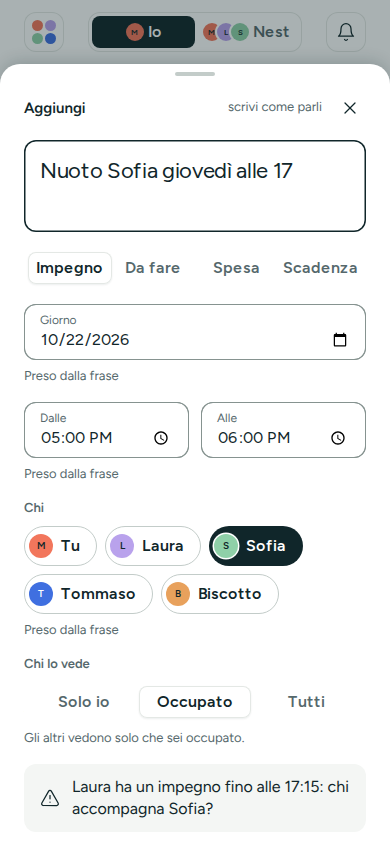 M Io
M L S Nest
Aggiungi
scrivi come parli
Nuoto Sofia giovedì alle 17
Impegno Da fare Spesa Scadenza
Giorno
10/22/2026
Preso dalla frase
Dalle Alle
05:00 PM 06:00 PM
Preso dalla frase
Chi
M Tu L Laura S Sofia
T Tommaso B Biscotto
Preso dalla frase
Chi lo vede
Solo io Occupato Tutti
Gli altri vedono solo che sei occupato.
Laura ha un impegno fino alle 17:15: chi
accompagna Sofia?